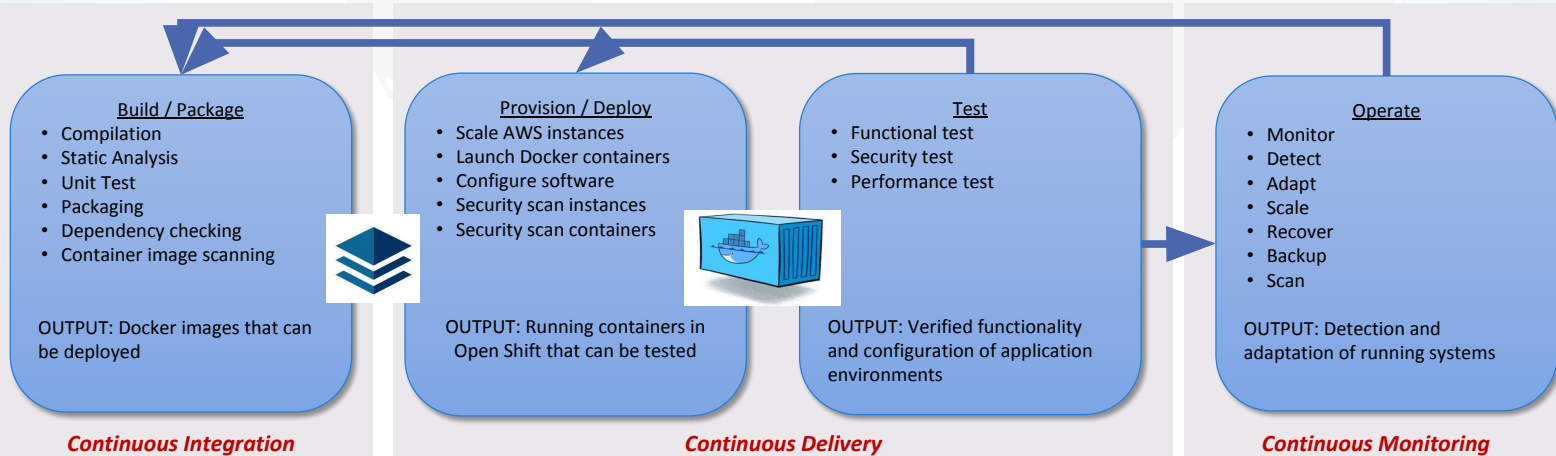 Build / Package
• Compilation
• Static Analysis
• Unit Test
• Packaging
• Dependency checking
• Container image scanning
OUTPUT: Docker images that can
be deployed
Provision / Deploy
• Scale AWS instances
• Launch Docker containers
• Configure software
• Security scan instances
• Security scan containers
OUTPUT: Running containers in
Open Shift that can be tested
Test
• Functional test
• Security test
• Performance test
OUTPUT: Verified functionality
and configuration of application
environments
Operate
• Monitor
• Detect
• Adapt
• Scale
• Recover
• Backup
• Scan
OUTPUT: Detection and
adaptation of running systems
Continuous Integration
Continuous Delivery
Continuous Monitoring